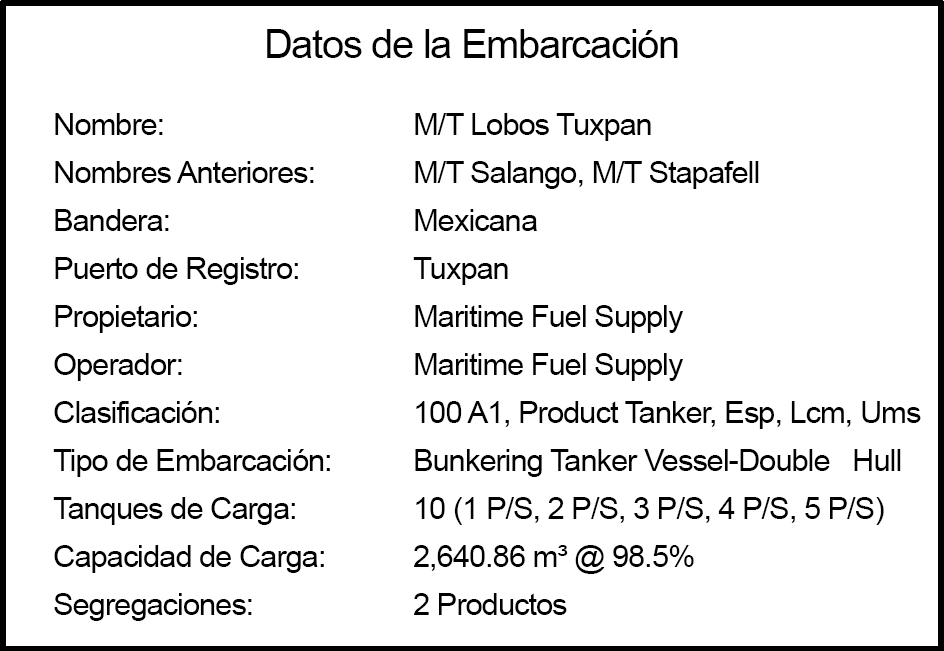 Datos de la Embarcación
Nombre: M/T Lobos Tuxpan
Nombres Anteriores: M/T Salango, M/T Stapafell
Bandera: Mexicana
Puerto de Registro: Tuxpan
Propietario: Maritime Fuel Supply
Operador: Maritime Fuel Supply
Clasificación: 100 A1, Product Tanker, Esp, Lcm, Ums
Tipo de Embarcación: Bunkering Tanker Vessel-Double Hull
Tanques de Carga: 10 (1 P/S, 2 P/S, 3 P/S, 4 P/S, 5 P/S)
Capacidad de Carga: 2,640.86 m³ @ 98.5%
Segregaciones: 2 Productos